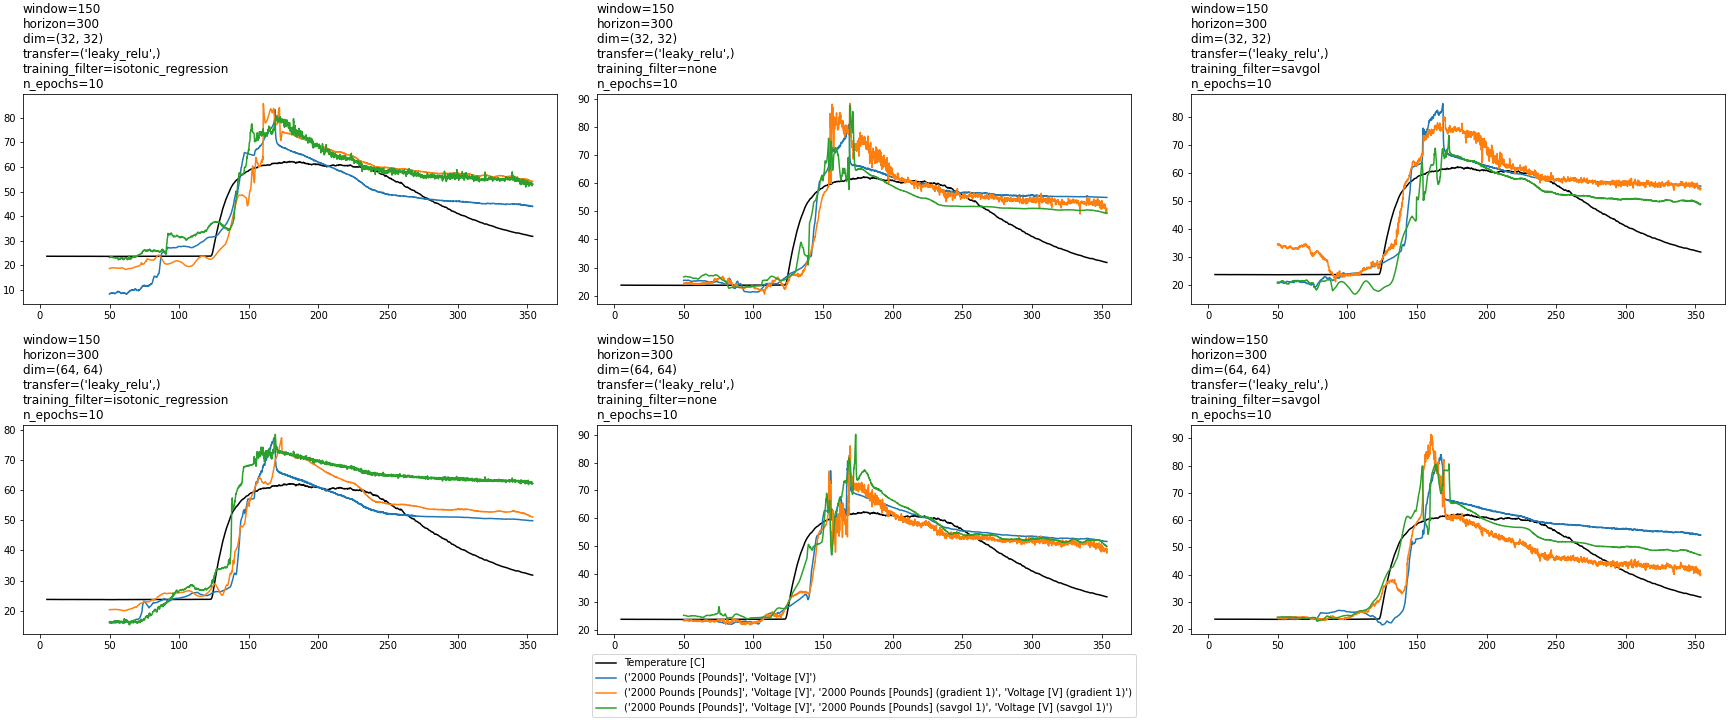 window=150
horizon=300
dim=(32, 32)
transfer=('leaky_relu',)
training_filter=isotonic_regression
n_epochs=10
80
70
60
50
40
30
20
10
0
50
100
150
200
250
300
350
window=150
horizon=300
dim=(32, 32)
transfer=('leaky_relu',)
training_filter=none
n_epochs=10
90
80
70
60
50
40
30
20
0
50
100
150
200
250
300
350
window=150
horizon=300
dim=(32, 32)
transfer=('leaky_relu',)
training_filter=savgol
n_epochs=10
80
70
60
50
40
30
20
0
50
100
150
200
250
300
350
window=150
horizon=300
dim=(64, 64)
transfer=('leaky_relu',)
training_filter=isotonic_regression
n_epochs=10
80
70
60
50
40
30
20
0
50
100
150
200
250
300
350
window=150
horizon=300
dim=(64, 64)
transfer=('leaky_relu',)
training_filter=none
n_epochs=10
90
80
70
60
50
40
30
20
0
50
100
150
200
250
300
350
window=150
horizon=300
dim=(64, 64)
transfer=('leaky_relu',)
training_filter=savgol
n_epochs=10
90
80
70
60
50
40
30
20
0
50
100
150
200
250
300
350
Temperature [C]
('2000 Pounds [Pounds]', 'Voltage [V]')
('2000 Pounds [Pounds]', 'Voltage [V]', '2000 Pounds [Pounds] (gradient 1)', 'Voltage [V] (gradient 1)')
('2000 Pounds [Pounds]', 'Voltage [V]', '2000 Pounds [Pounds] (savgol 1)', 'Voltage [V] (savgol 1)')